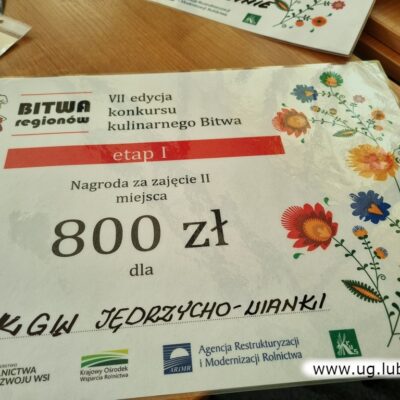 BITWA
regionów
VII edycja
konkursu
kulinarnego Bitwa
etap I
Nagroda za zajęcie II
miejsca
800 zł
dla
KGW JĘDRZYCHO-WIANKI
Krajowy Ośrodek
Wsparcia Rolnictwa
ARiMR
Agencja Restrukturyzacji
i Modernizacji Rolnictwa
www.ug.lub